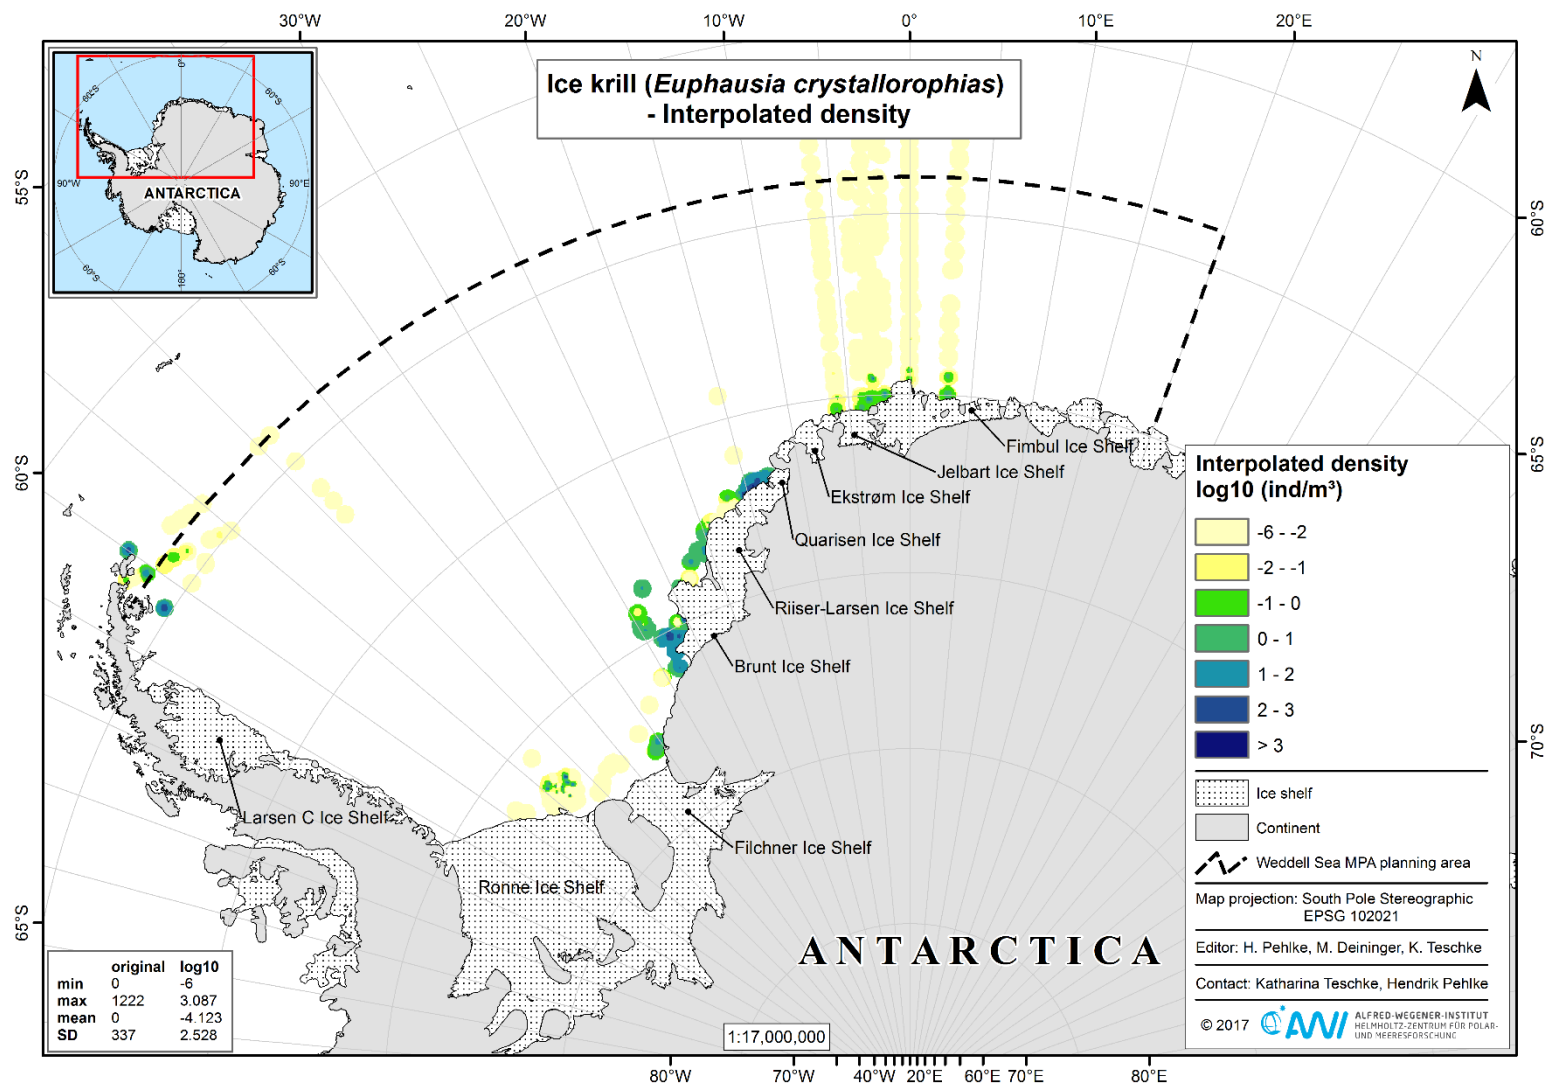 30°W 20°W 10°W 0° 10°E 20°E
Ice krill (Euphausia crystallorophias)
- Interpolated density
N
0°
60°S 60°S
90°W 90°E
ANTARCTICA
60°S 60°S
180°
55°S
60°S
65°S
60°S
65°S
70°S
Fimbul Ice Shelf
Jelbart Ice Shelf
Ekstrøm Ice Shelf
Quarisen Ice Shelf
Riiser-Larsen Ice Shelf
Brunt Ice Shelf
Larsen C Ice Shelf
Filchner Ice Shelf
Ronne Ice Shelf
ANTARCTICA
Interpolated density
log10 (ind/m³)
-6 - -2
-2 - -1
-1 - 0
0 - 1
1 - 2
2 - 3
> 3
Ice shelf
Continent
Weddell Sea MPA planning area
Map projection: South Pole Stereographic
EPSG 102021
Editor: H. Pehlke, M. Deininger, K. Teschke
Contact: Katharina Teschke, Hendrik Pehlke
© 2017 AWI ALFRED-WEGENER-INSTITUT
HELMHOLTZ-ZENTRUM FÜR POLAR-
UND MEERESFORSCHUNG
original log10
min 0 -6
max 1222 3.087
mean 0 -4.123
SD 337 2.528
1:17,000,000
80°W 70°W 40°W 20°E 60°E 70°E 80°E